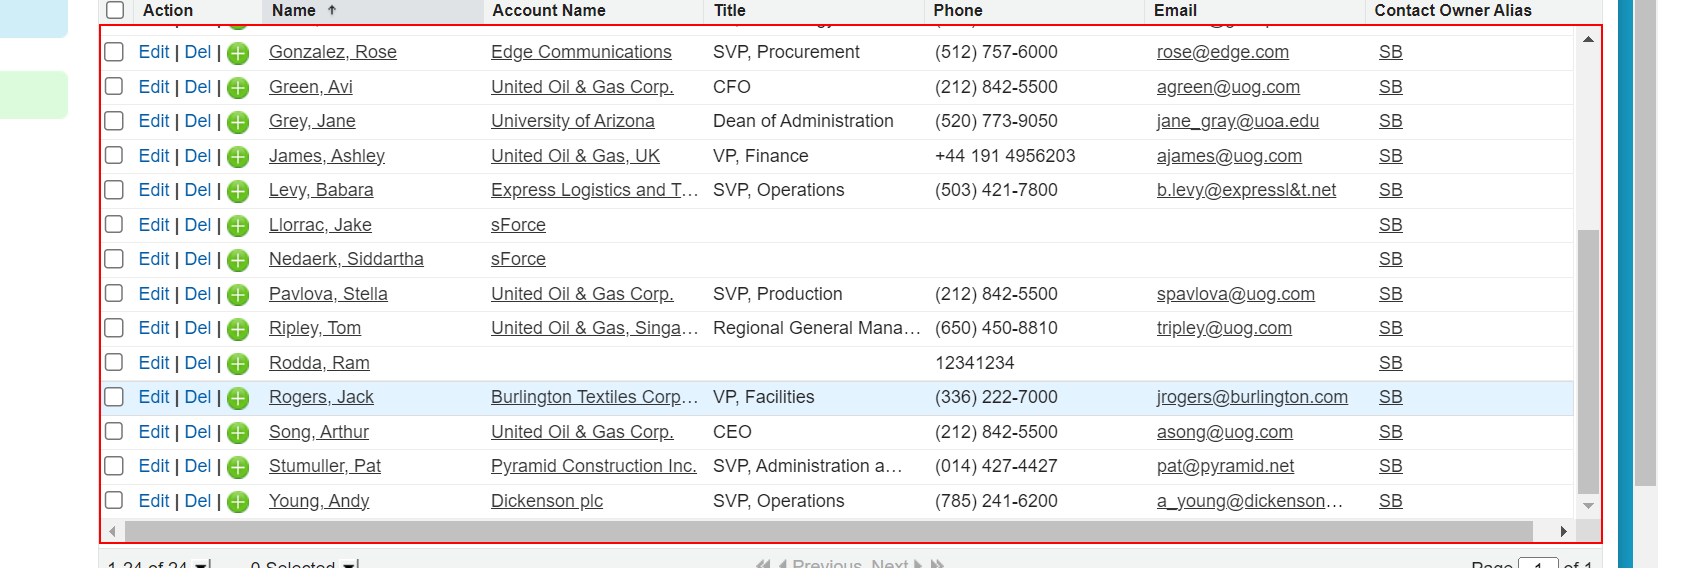 Action Name ↑ Account Name Title Phone Email Contact Owner Alias
Edit | Del | Gonzalez, Rose Edge Communications SVP, Procurement (512) 757-6000 rose@edge.com SB
Edit | Del | Green, Avi United Oil & Gas Corp. CFO (212) 842-5500 agreen@uog.com SB
Edit | Del | Grey, Jane University of Arizona Dean of Administration (520) 773-9050 jane_gray@uoa.edu SB
Edit | Del | James, Ashley United Oil & Gas, UK VP, Finance +44 191 4956203 ajames@uog.com SB
Edit | Del | Levy, Babara Express Logistics and T... SVP, Operations (503) 421-7800 b.levy@expressl&t.net SB
Edit | Del | Llorrac, Jake sForce SB
Edit | Del | Nedaerk, Siddartha sForce SB
Edit | Del | Pavlova, Stella United Oil & Gas Corp. SVP, Production (212) 842-5500 spavlova@uog.com SB
Edit | Del | Ripley, Tom United Oil & Gas, Singa... Regional General Mana... (650) 450-8810 tripley@uog.com SB
Edit | Del | Rodda, Ram 12341234 SB
Edit | Del | Rogers, Jack Burlington Textiles Corp... VP, Facilities (336) 222-7000 jrogers@burlington.com SB
Edit | Del | Song, Arthur United Oil & Gas Corp. CEO (212) 842-5500 asong@uog.com SB
Edit | Del | Stumuller, Pat Pyramid Construction Inc. SVP, Administration a... (014) 427-4427 pat@pyramid.net SB
Edit | Del | Young, Andy Dickenson plc SVP, Operations (785) 241-6200 a_young@dickenson... SB
1-24 of 24 0 Selected Previous Next Page 1 of 1